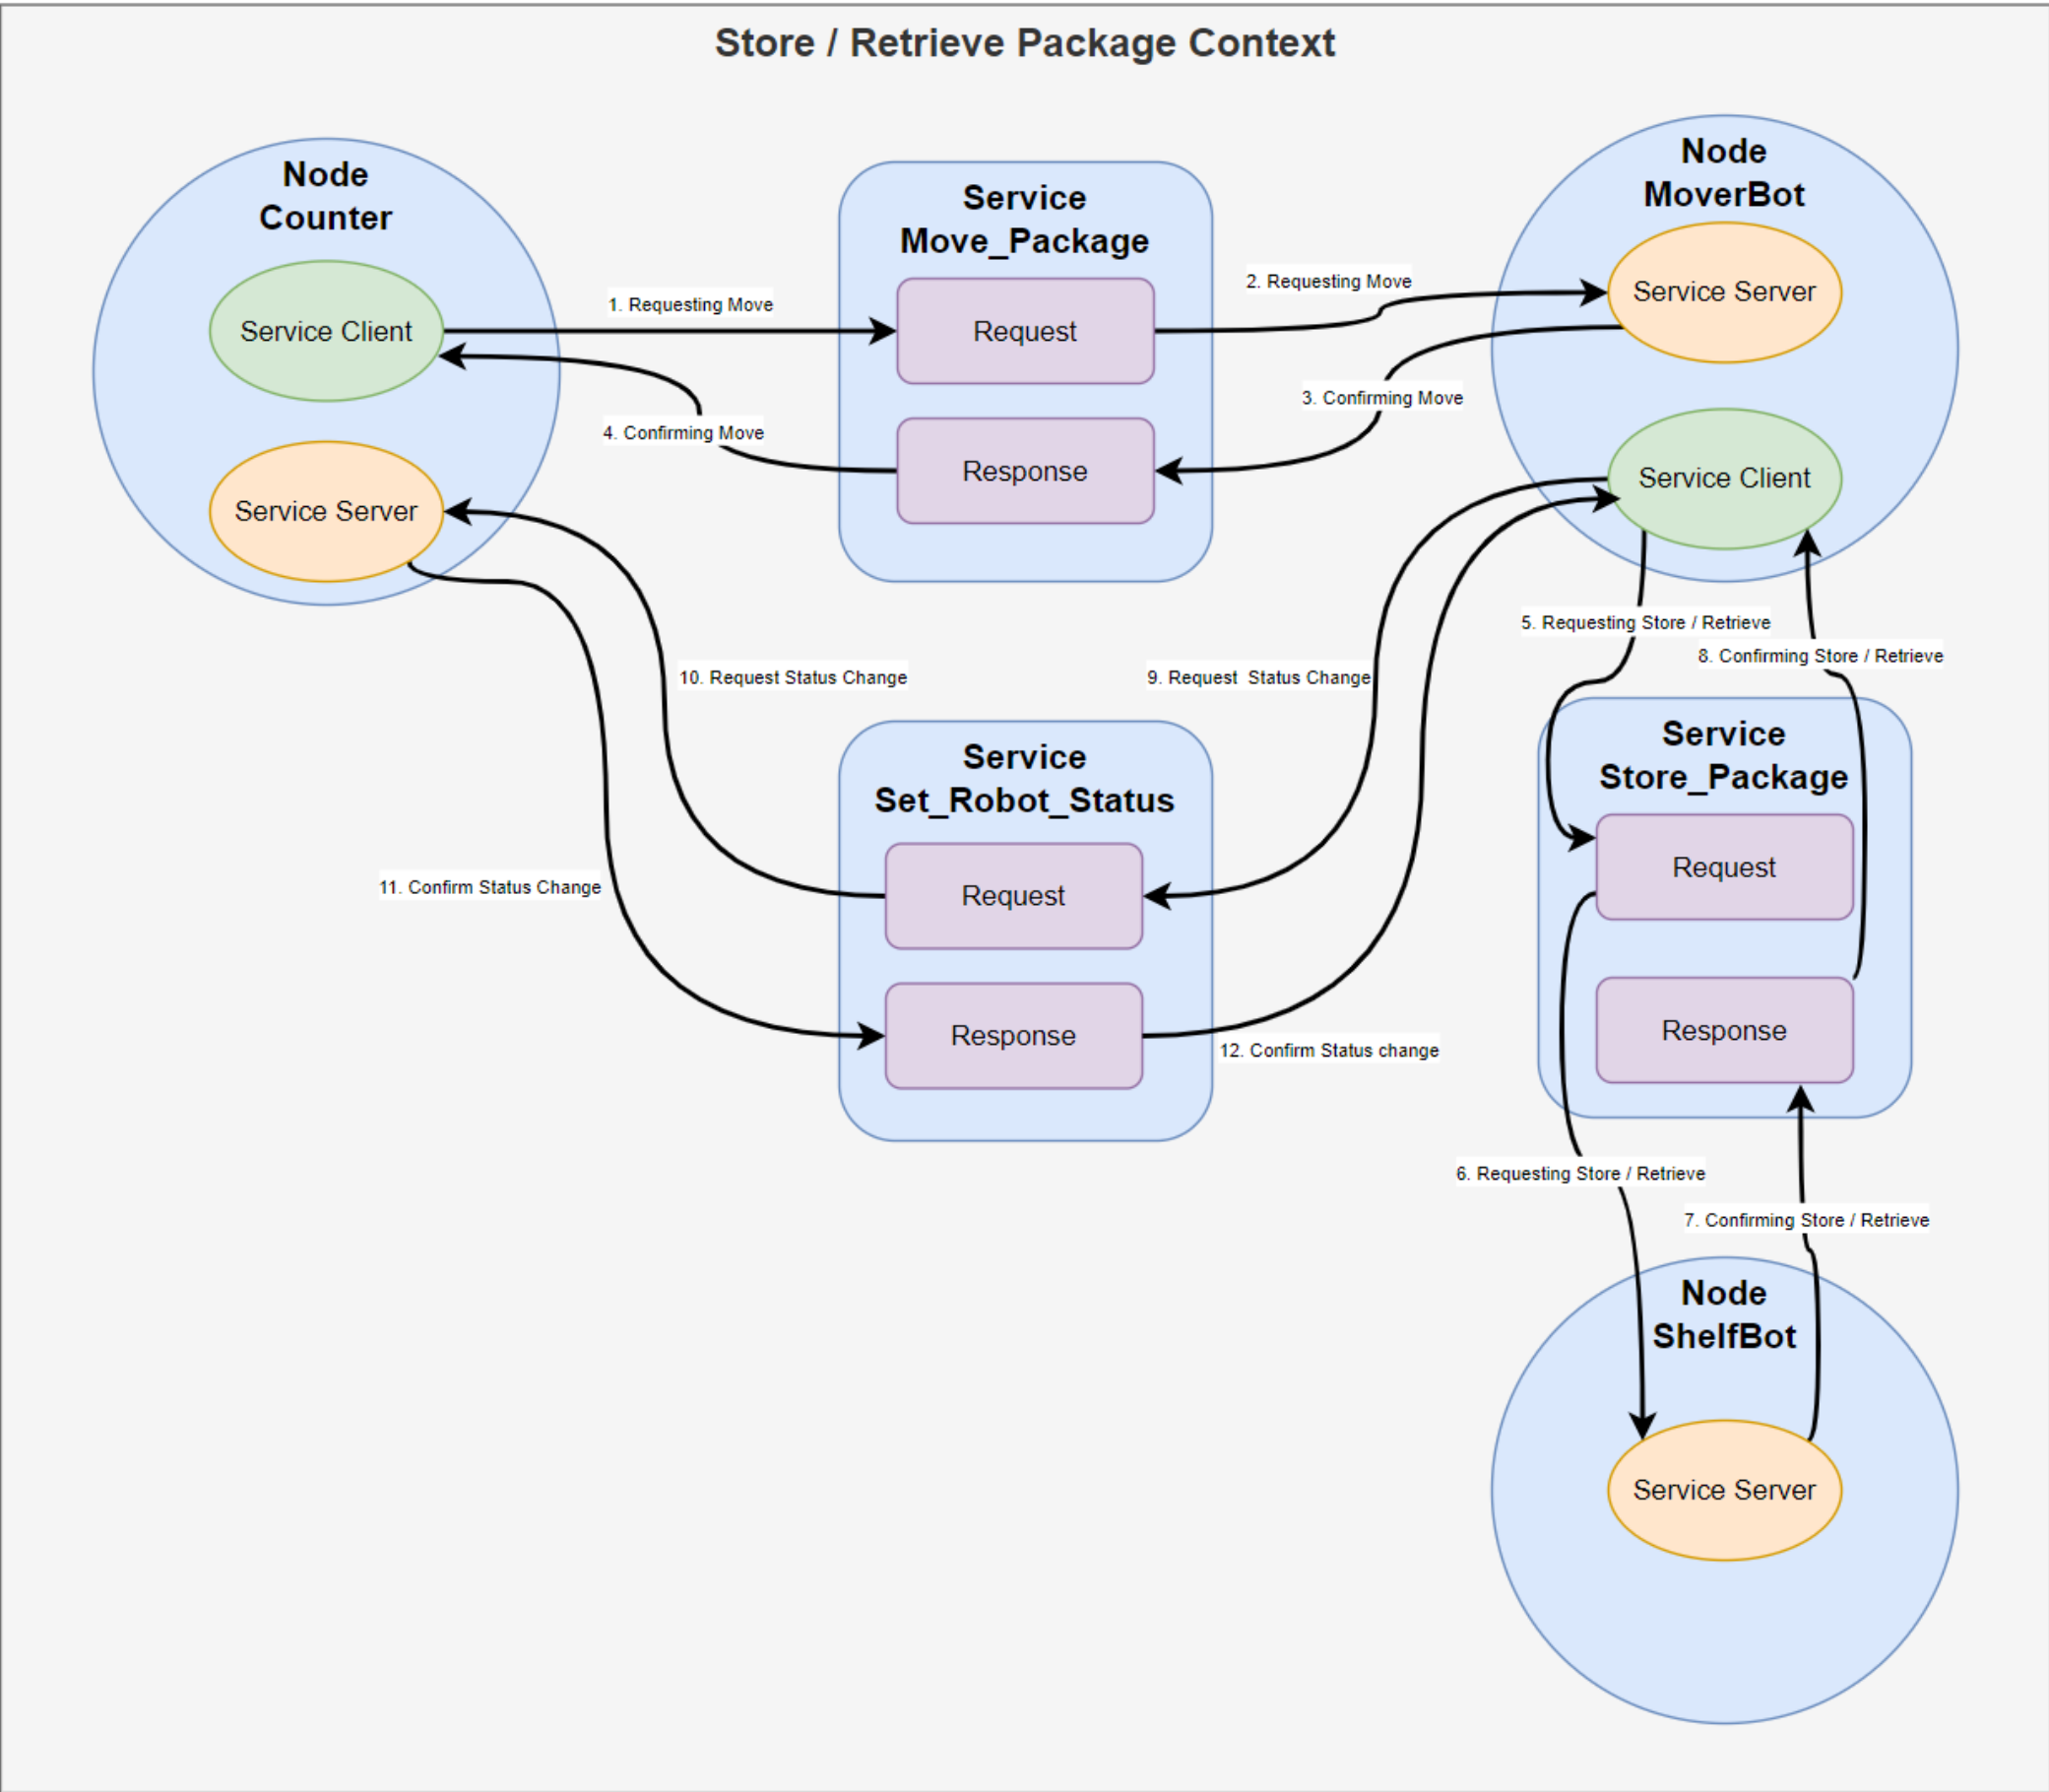 Store / Retrieve Package Context
Node
Counter
Service Client
Service Server
1. Requesting Move
4. Confirming Move
Service
Move_Package
Request
Response
2. Requesting Move
3. Confirming Move
Node
MoverBot
Service Server
Service Client
5. Requesting Store / Retrieve
8. Confirming Store / Retrieve
10. Request Status Change
9. Request  Status Change
11. Confirm Status Change
Service
Set_Robot_Status
Request
Response
12. Confirm Status change
Service
Store_Package
Request
Response
6. Requesting Store / Retrieve
7. Confirming Store / Retrieve
Node
ShelfBot
Service Server